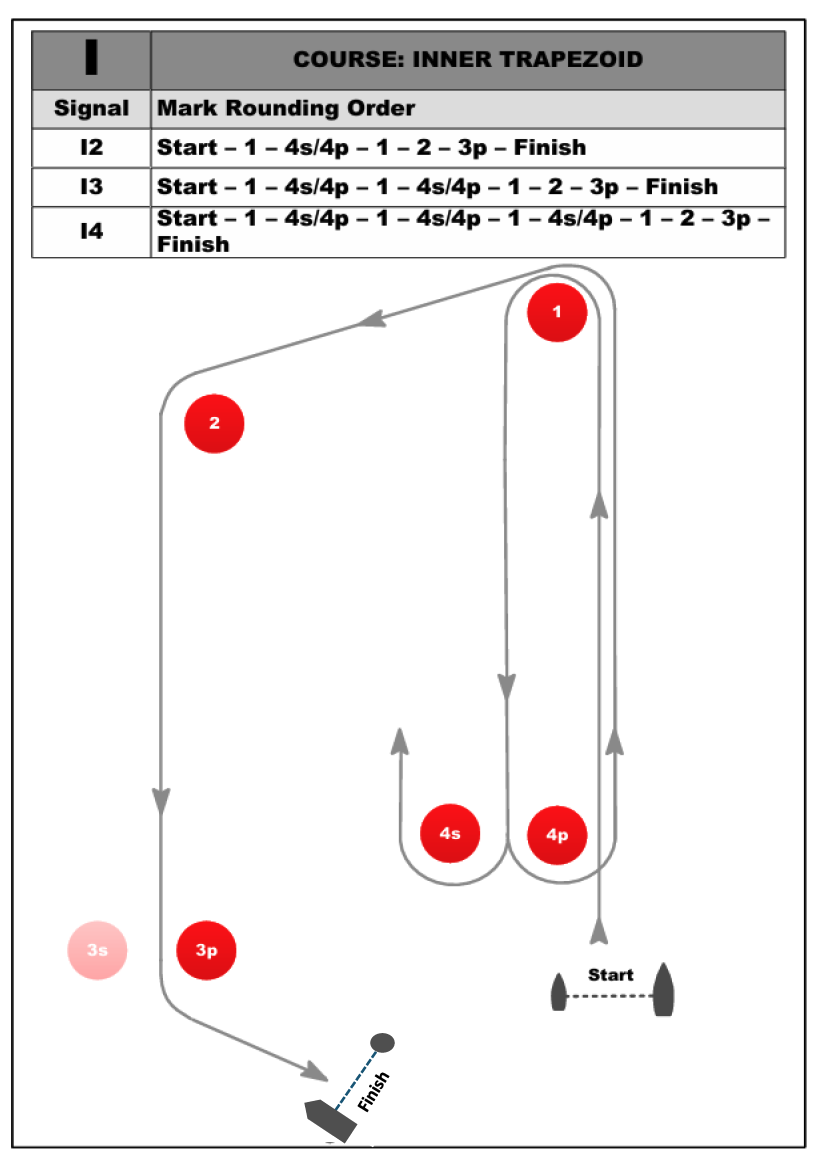 I
COURSE: INNER TRAPEZOID
Signal
Mark Rounding Order
I2
Start – 1 – 4s/4p – 1 – 2 – 3p – Finish
I3
Start – 1 – 4s/4p – 1 – 4s/4p – 1 – 2 – 3p – Finish
I4
Start – 1 – 4s/4p – 1 – 4s/4p – 1 – 4s/4p – 1 – 2 – 3p –
Finish
1
2
4s
4p
3s
3p
Start
Finish